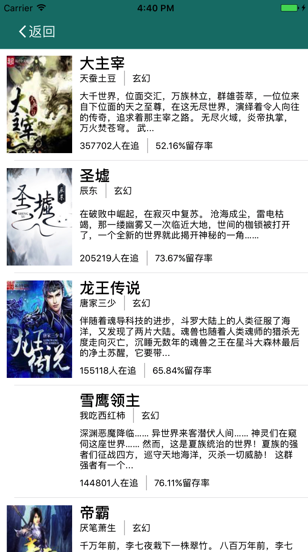 Carrier
4:40 PM
返回
大主宰
天蚕土豆 玄幻
大千世界，位面交汇，万族林立，群雄荟萃，一位位来
自下位面的天之至尊，在这无尽世界，演绎着令人向往
的传奇，追求着那主宰之路。 无尽火域，炎帝执掌，
万火焚苍穹。 武...
357702人在追 52.16%留存率
大主宰
圣墟
辰东 玄幻
在破败中崛起，在寂灭中复苏。 沧海成尘，雷电枯
竭，那一缕幽雾又一次临近大地，世间的枷锁被打开
了，一个全新的世界就此揭开神秘的一角......
205219人在追 73.67%留存率
圣墟
龙王传说
唐家三少 玄幻
伴随着魂导科技的进步，斗罗大陆上的人类征服了海
洋，又发现了两片大陆。魂兽也随着人类魂师的猎杀无
度走向灭亡，沉睡无数年的魂兽之王在星斗大森林最后
的净土苏醒，它要带...
155118人在追 65.84%留存率
龙王传说
雪鹰领主
我吃西红柿 玄幻
深渊恶魔降临...... 异世界来客潜伏人间...... 神灵们在窥
伺这座世界...... 然而，这是夏族统治的世界！夏族的强
者们征战四方，巡守天地海洋，灭杀一切威胁！ 这群
强者有一个...
144801人在追 76.11%留存率
帝霸
厌笔萧生 玄幻
千万年前，李七夜栽下一株翠竹。 八百万年前，李七